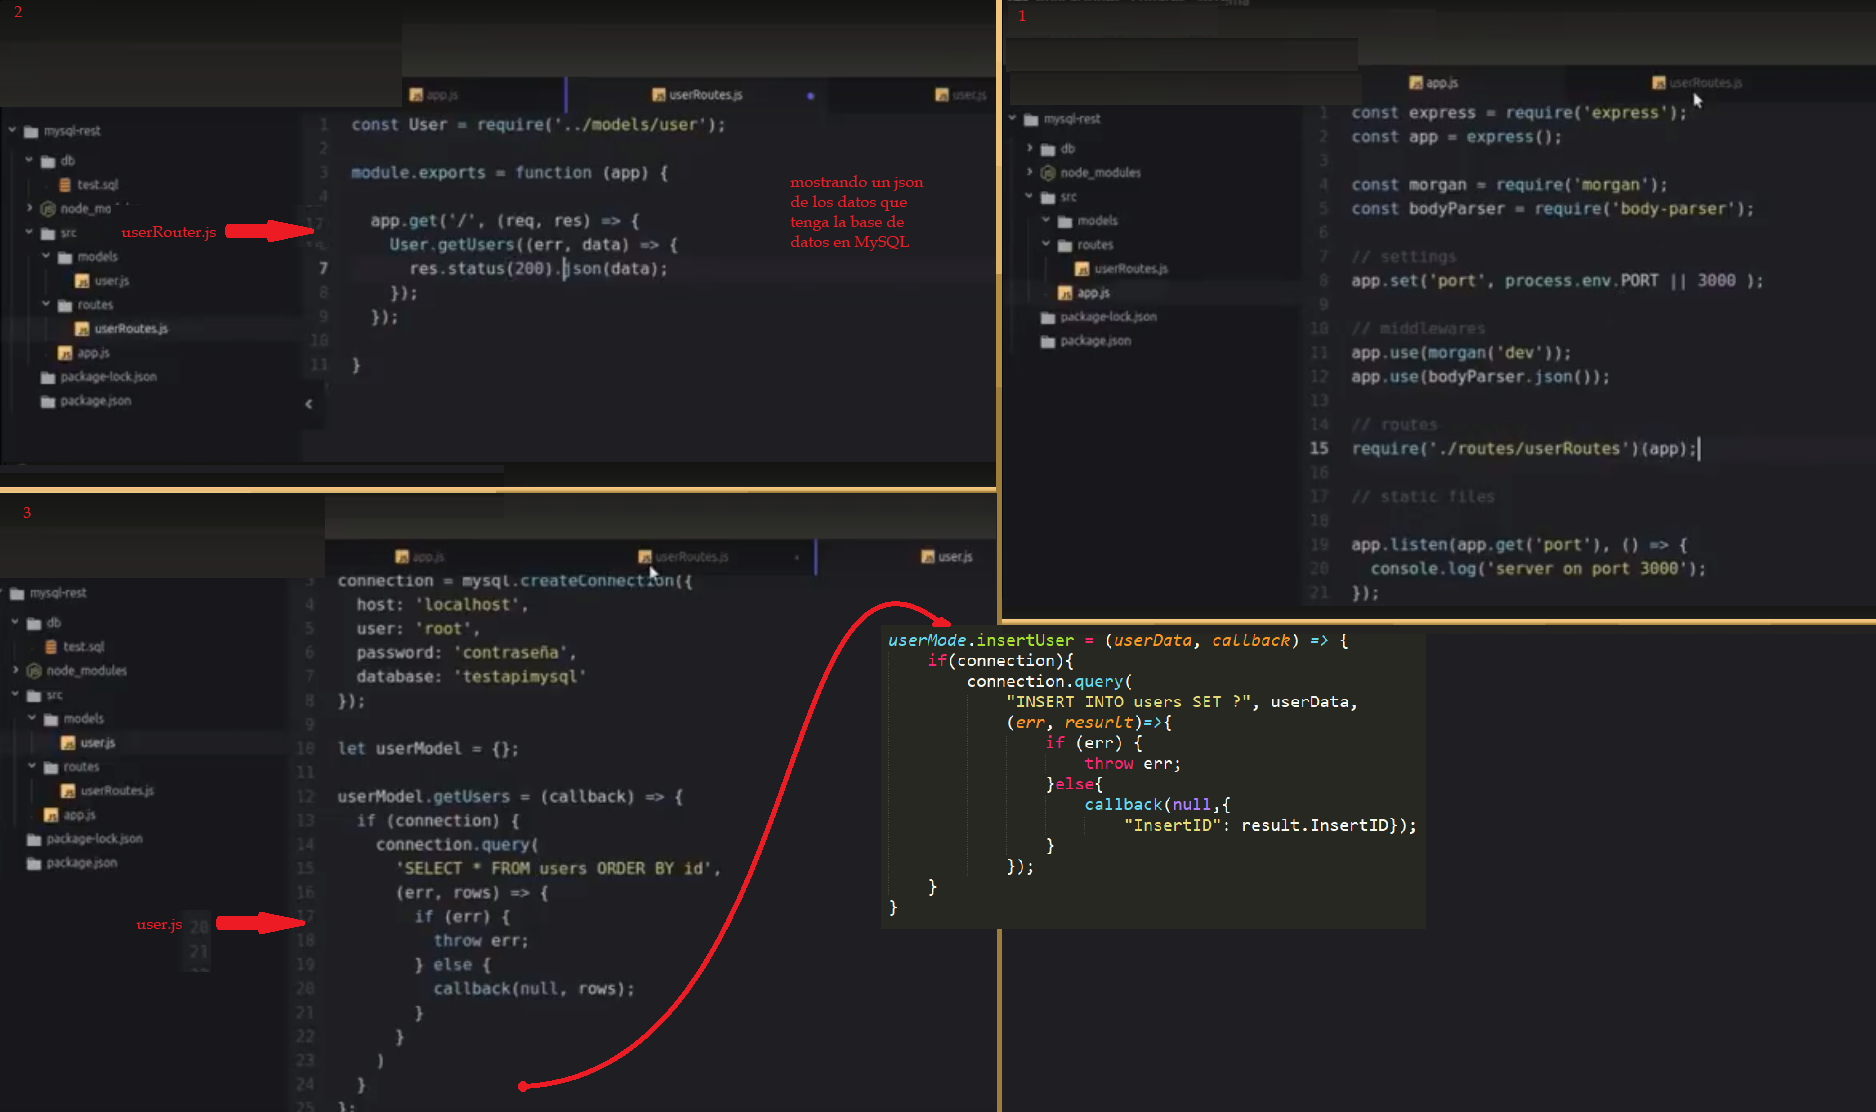 2
app.js
userRoutes.js
user.js
mysql-rest
db
test.sql
node_mo
src
models
user.js
routes
userRoutes.js
app.js
package-lock.json
package.json
userRouter.js
1 const User = require('../models/user');
2
3 module.exports = function (app) {
4
app.get('/', (req, res) => {
User.getUsers((err, data) => {
7 res.status(200).json(data);
8 });
9 });
10
11 }
mostrando un json
de los datos que
tenga la base de
datos en MySQL
1
app.js
userRoutes.js
mysql-rest
db
node_modules
src
models
routes
userRoutes.js
app.js
package-lock.json
package.json
1 const express = require('express');
2 const app = express();
3
4 const morgan = require('morgan');
5 const bodyParser = require('body-parser');
6
7 // settings
8 app.set('port', process.env.PORT || 3000 );
9
10 // middlewares
11 app.use(morgan('dev'));
12 app.use(bodyParser.json());
13
14 // routes
15 require('./routes/userRoutes')(app);
16
17 // static files
18
19 app.listen(app.get('port'), () => {
20 console.log('server on port 3000');
21 });
3
app.js
userRoutes.js
user.js
mysql-rest
db
test.sql
node_modules
src
models
user.js
routes
userRoutes.js
app.js
package-lock.json
package.json
user.js
20
21
3 connection = mysql.createConnection({
4 host: 'localhost',
5 user: 'root',
6 password: 'contraseña',
7 database: 'testapimysql'
8 });
9
10 let userModel = {};
11
12 userModel.getUsers = (callback) => {
13 if (connection) {
14 connection.query(
15 'SELECT * FROM users ORDER BY id',
16 (err, rows) => {
17 if (err) {
18 throw err;
19 } else {
20 callback(null, rows);
21 }
22 }
23 )
24 }
25 };
userMode.insertUser = (userData, callback) => {
if(connection){
connection.query(
"INSERT INTO users SET ?", userData,
(err, resurlt)=>{
if (err) {
throw err;
}else{
callback(null,{
"InsertID": result.InsertID});
}
});
}
}